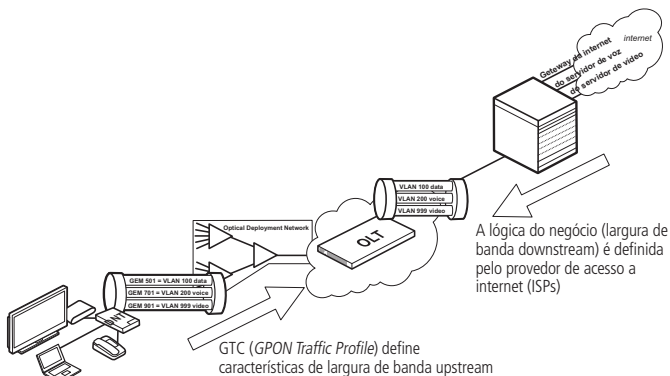 internet
Geteway da internet
do servidor de voz
do servidor de video
VLAN 100 data
VLAN 200 voice
VLAN 999 video
A lógica do negócio (largura de
banda downstream) é definida
pelo provedor de acesso a
internet (ISPs)
Optical Deployment Network
OLT
GEM 501 = VLAN 100 data
GEM 701 = VLAN 200 voice
GEM 901 = VLAN 999 video
GTC (GPON Traffic Profile) define
características de largura de banda upstream